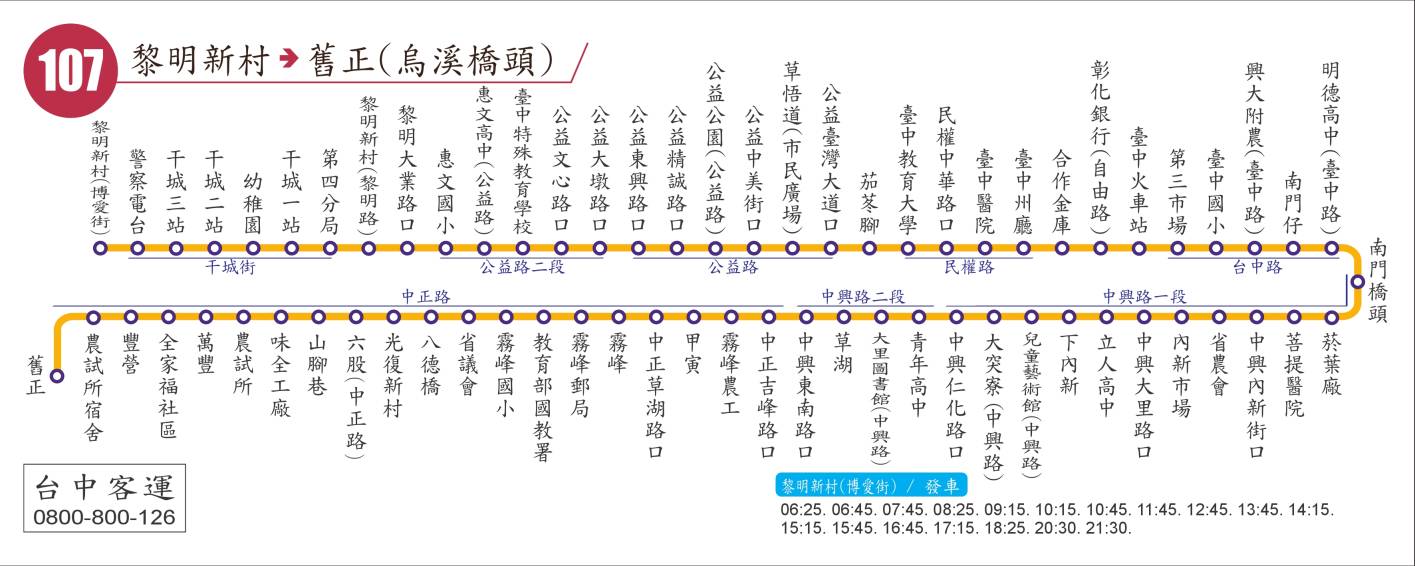 107
黎明新村➔舊正(烏溪橋頭)
黎明新村(博愛街)
警察電台
干城三站
干城二站
幼稚園
干城一站
第四分局
黎明新村(黎明路)
黎明大業路口
惠文國小
惠文高中(公益路)
臺中特殊教育學校
公益文心路口
公益大墩路口
公益東興路口
公益精誠路口
公益公園(公益路)
公益中美街口
草悟道(市民廣場)
公益臺灣大道口
茄苳腳
臺中教育大學
民權中華路口
臺中醫院
臺中州廳
合作金庫
彰化銀行(自由路)
臺中火車站
第三市場
臺中國小
興大附農(臺中路)
南門仔
明德高中(臺中路)
干城街
公益路二段
公益路
民權路
台中路
南門橋頭
中正路
中興路二段
中興路一段
舊正
農試所宿舍
豐營
全家福社區
萬豐
農試所
味全工廠
山腳巷
六股(中正路)
光復新村
八德橋
省議會
霧峰國小
教育部國教署
霧峰郵局
霧峰
中正草湖路口
甲寅
霧峰農工
中正吉峰路口
中興東南路口
草湖
大里圖書館(中興路)
青年高中
中興仁化路口
大突寮(中興路)
兒童藝術館(中興路)
下內新
立人高中
中興大里路口
內新市場
省農會
中興內新街口
菩提醫院
菸葉廠
台中客運
0800-800-126
黎明新村(博愛街) / 發車
06:25. 06:45. 07:45. 08:25. 09:15. 10:15. 10:45. 11:45. 12:45. 13:45. 14:15.
15:15. 15:45. 16:45. 17:15. 18:25. 20:30. 21:30.